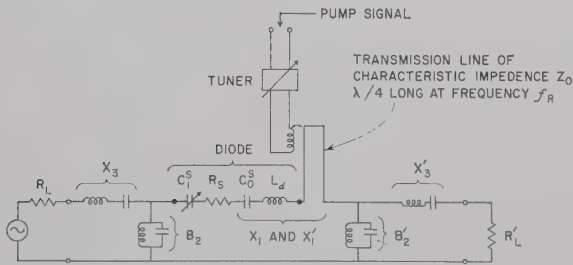 PUMP SIGNAL
TUNER
TRANSMISSION LINE OF
CHARACTERISTIC IMPEDANCE Z0
λ/4 LONG AT FREQUENCY fR
DIODE
X3
RL
C1S RS C0S Ld
X3'
B2
X1 AND X1'
B2'
RL'